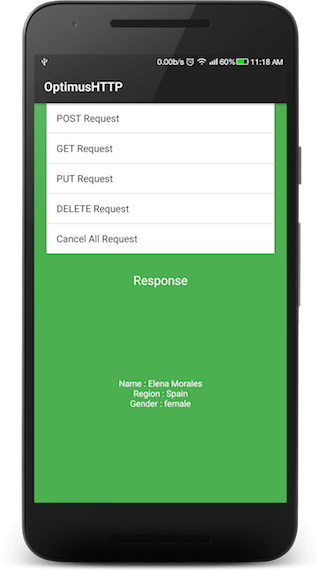 0.00b/s 60% 11:18 AM
OptimusHTTP
POST Request
GET Request
PUT Request
DELETE Request
Cancel All Request
Response
Name : Elena Morales
Region : Spain
Gender : female